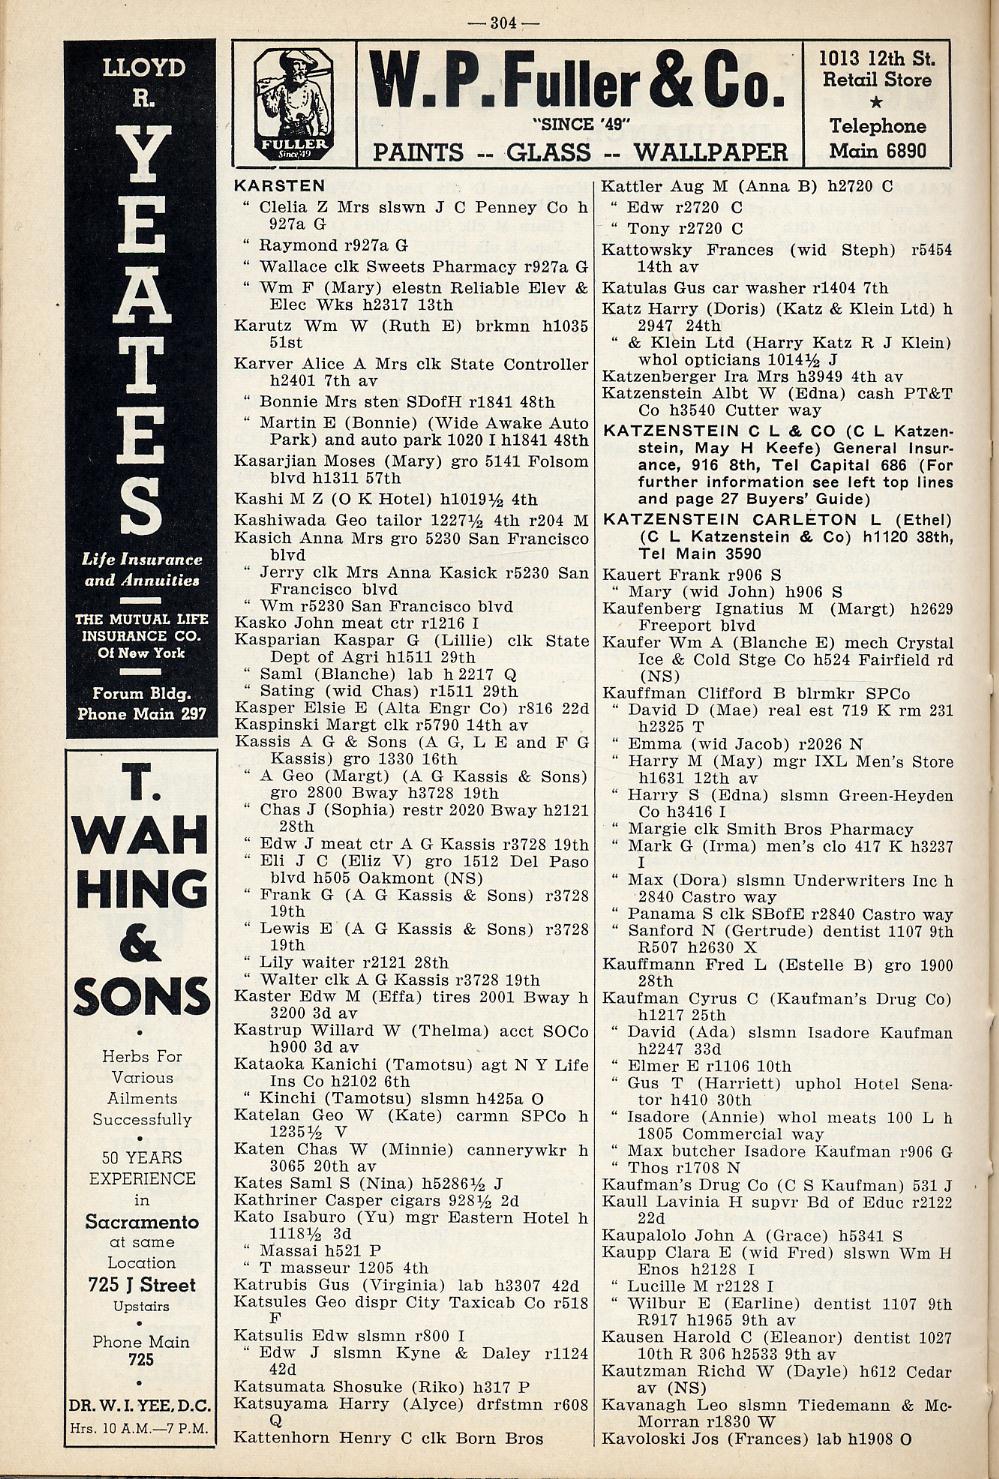 — 304 —
LLOYD
R.
YEATES
Life Insurance
and Annuities
THE MUTUAL LIFE
INSURANCE CO.
Of New York
Forum Bldg.
Phone Main 297
T.
WAH
HING
&
SONS
•
Herbs For
Various
Ailments
Successfully
•
50 YEARS
EXPERIENCE
in
Sacramento
at same
Location
725 J Street
Upstairs
•
Phone Main
725
•
DR. W. I. YEE, D.C.
Hrs. 10 A.M.—7 P.M.
FULLER
Since '49
W. P. Fuller & Co.
"SINCE '49"
PAINTS -- GLASS -- WALLPAPER
1013 12th St.
Retail Store
★
Telephone
Main 6890
KARSTEN
" Clelia Z Mrs slswn J C Penney Co h
927a G
" Raymond r927a G
" Wallace clk Sweets Pharmacy r927a G
" Wm F (Mary) elestn Reliable Elev &
Elec Wks h2317 13th
Karutz Wm W (Ruth E) brkmn h1035
51st
Karver Alice A Mrs clk State Controller
h2401 7th av
" Bonnie Mrs sten SDofH r1841 48th
" Martin E (Bonnie) (Wide Awake Auto
Park) and auto park 1020 I h1841 48th
Kasarjian Moses (Mary) gro 5141 Folsom
blvd h1311 57th
Kashi M Z (O K Hotel) h1019½ 4th
Kashiwada Geo tailor 1227½ 4th r204 M
Kasich Anna Mrs gro 5230 San Francisco
blvd
" Jerry clk Mrs Anna Kasick r5230 San
Francisco blvd
" Wm r5230 San Francisco blvd
Kasko John meat ctr r1216 I
Kasparian Kaspar G (Lillie) clk State
Dept of Agri h1511 29th
" Saml (Blanche) lab h 2217 Q
" Sating (wid Chas) r1511 29th
Kasper Elsie E (Alta Engr Co) r816 22d
Kaspinski Margt clk r5790 14th av
Kassis A G & Sons (A G, L E and F G
Kassis) gro 1330 16th
" A Geo (Margt) (A G Kassis & Sons)
gro 2800 Bway h3728 19th
" Chas J (Sophia) restr 2020 Bway h2121
28th
" Edw J meat ctr A G Kassis r3728 19th
" Eli J C (Eliz V) gro 1512 Del Paso
blvd h505 Oakmont (NS)
" Frank G (A G Kassis & Sons) r3728
19th
" Lewis E (A G Kassis & Sons) r3728
19th
" Lily waiter r2121 28th
" Walter clk A G Kassis r3728 19th
Kaster Edw M (Effa) tires 2001 Bway h
3200 3d av
Kastrup Willard W (Thelma) acct SOCo
h900 3d av
Kataoka Kanichi (Tamotsu) agt N Y Life
Ins Co h2102 6th
" Kinchi (Tamotsu) slsmn h425a O
Katelan Geo W (Kate) carmn SPCo h
1235½ V
Katen Chas W (Minnie) cannerywkr h
3065 20th av
Kates Saml S (Nina) h5286½ J
Kathriner Casper cigars 928½ 2d
Kato Isaburo (Yu) mgr Eastern Hotel h
1118½ 3d
" Massai h521 P
" T masseur 1205 4th
Katrubis Gus (Virginia) lab h3307 42d
Katsules Geo dispr City Taxicab Co r518
F
Katsulis Edw slsmn r800 I
" Edw J slsmn Kyne & Daley r1124
42d
Katsumata Shosuke (Riko) h317 P
Katsuyama Harry (Alyce) drfstmn r608
Q
Kattenhorn Henry C clk Born Bros
Kattler Aug M (Anna B) h2720 C
" Edw r2720 C
" Tony r2720 C
Kattowsky Frances (wid Steph) r5454
14th av
Katulas Gus car washer r1404 7th
Katz Harry (Doris) (Katz & Klein Ltd) h
2947 24th
" & Klein Ltd (Harry Katz R J Klein)
whol opticians 1014½ J
Katzenberger Ira Mrs h3949 4th av
Katzenstein Albt W (Edna) cash PT&T
Co h3540 Cutter way
KATZENSTEIN C L & CO (C L Katzen-
stein, May H Keefe) General Insur-
ance, 916 8th, Tel Capital 686 (For
further information see left top lines
and page 27 Buyers' Guide)
KATZENSTEIN CARLETON L (Ethel)
(C L Katzenstein & Co) h1120 38th,
Tel Main 3590
Kauert Frank r906 S
" Mary (wid John) h906 S
Kaufenberg Ignatius M (Margt) h2629
Freeport blvd
Kaufer Wm A (Blanche E) mech Crystal
Ice & Cold Stge Co h524 Fairfield rd
(NS)
Kauffman Clifford B blrmkr SPCo
" David D (Mae) real est 719 K rm 231
h2325 T
" Emma (wid Jacob) r2026 N
" Harry M (May) mgr IXL Men's Store
h1631 12th av
" Harry S (Edna) slsmn Green-Heyden
Co h3416 I
" Margie clk Smith Bros Pharmacy
" Mark G (Irma) men's clo 417 K h3237
I
" Max (Dora) slsmn Underwriters Inc h
2840 Castro way
" Panama S clk SBofE r2840 Castro way
" Sanford N (Gertrude) dentist 1107 9th
R507 h2630 X
Kauffmann Fred L (Estelle B) gro 1900
28th
Kaufman Cyrus C (Kaufman's Drug Co)
h1217 25th
" David (Ada) slsmn Isadore Kaufman
h2247 33d
" Elmer E r1106 10th
" Gus T (Harriett) uphol Hotel Sena-
tor h410 30th
" Isadore (Annie) whol meats 100 L h
1805 Commercial way
" Max butcher Isadore Kaufman r906 G
" Thos r1708 N
Kaufman's Drug Co (C S Kaufman) 531 J
Kaull Lavinia H supvr Bd of Educ r2122
22d
Kaupalolo John A (Grace) h5341 S
Kaupp Clara E (wid Fred) slswn Wm H
Enos h2128 I
" Lucille M r2128 I
" Wilbur E (Earline) dentist 1107 9th
R917 h1965 9th av
Kausen Harold C (Eleanor) dentist 1027
10th R 306 h2533 9th av
Kautzman Richd W (Dayle) h612 Cedar
av (NS)
Kavanagh Leo slsmn Tiedemann & Mc-
Morran r1830 W
Kavoloski Jos (Frances) lab h1908 O